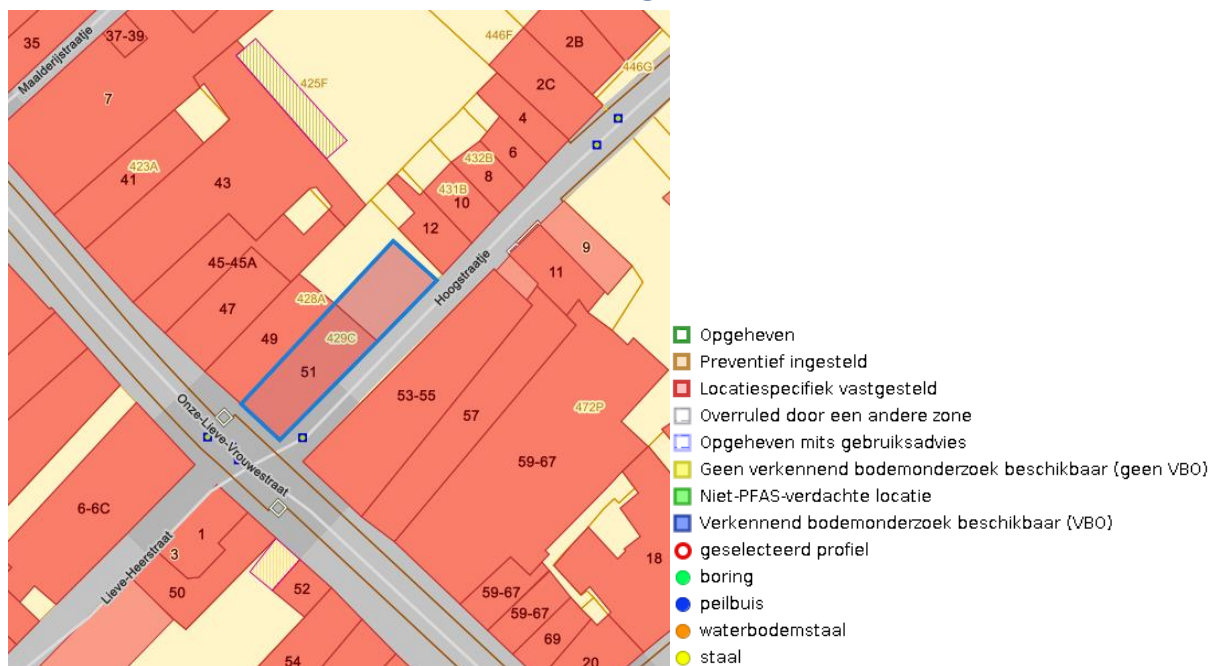 35
37-39
Maalderijstraatje
7
425F
446F
2B
446G
2C
4
6
432B
8
431B
10
12
423A
41
43
45-45A
47
428A
49
429C
51
Hoogstraatje
9
11
53-55
57
472P
59-67
Onze-Lieve-Vrouwestraat
6-6C
Lieve-Heerstraat
1
3
50
52
54
18
59-67
59-67
69
20
Opgeheven
Preventief ingesteld
Locatiespecifiek vastgesteld
Overruled door een andere zone
Opgeheven mits gebruiksadvies
Geen verkennend bodemonderzoek beschikbaar (geen VBO)
Niet-PFAS-verdachte locatie
Verkennend bodemonderzoek beschikbaar (VBO)
geselecteerd profiel
boring
peilbuis
waterbodemstaal
staal